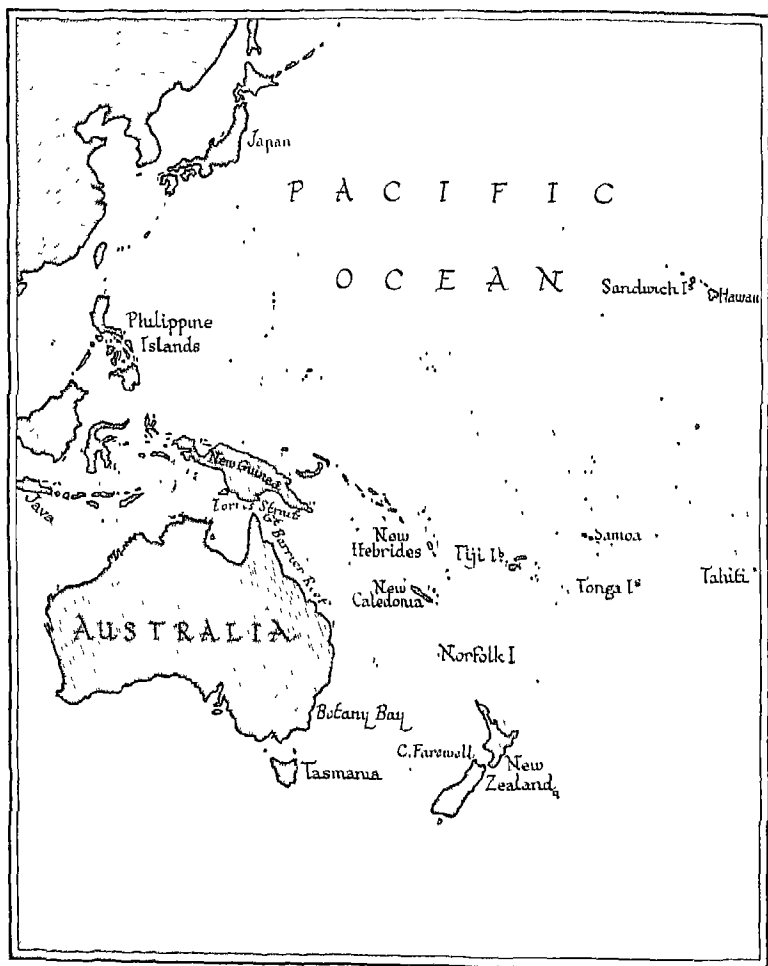 Japan
PACIFIC
OCEAN
Sandwich Iˢ
Hawaii
Philippine
Islands
New Guinea
Java
Torres Strait
Gt Barrier Reef
New
Hebrides
Fiji Iˢ
Samoa
New
Caledonia
Tonga Iˢ
Tahiti
AUSTRALIA
Norfolk I
Botany Bay
C. Farewell
New
Zealand
Tasmania